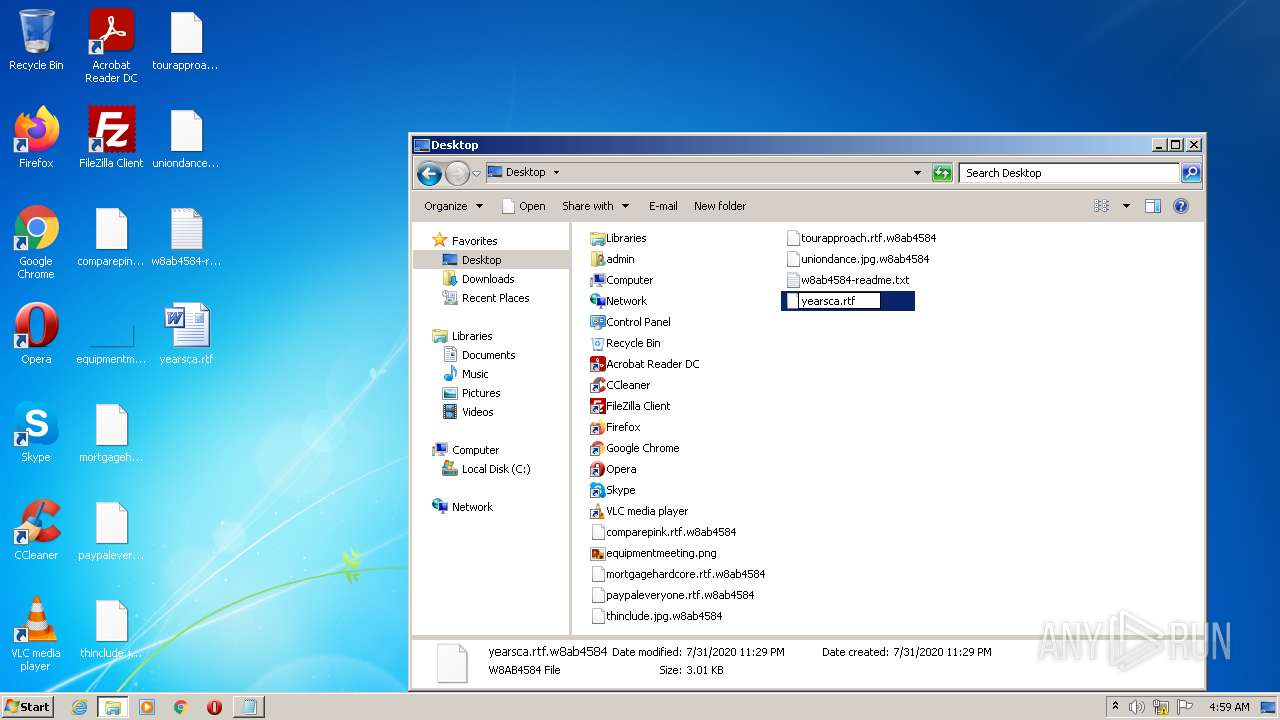 Recycle Bin
Acrobat
Reader DC
tourapproa...
Firefox
FileZilla Client
uniondance...
Google
Chrome
comparepin...
w8ab4584-r...
Opera
equipmentm...
yearsca.rtf
Skype
mortgageh...
CCleaner
paypalever...
VLC media
player
thinclude.j...
Desktop
Desktop
Search Desktop
Organize
Open
Share with
E-mail
New folder
Favorites
Desktop
Downloads
Recent Places
Libraries
Documents
Music
Pictures
Videos
Computer
Local Disk (C:)
Network
Libraries
admin
Computer
Network
Control Panel
Recycle Bin
Acrobat Reader DC
CCleaner
FileZilla Client
Firefox
Google Chrome
Opera
Skype
VLC media player
comparepink.rtf.w8ab4584
equipmentmeeting.png
mortgagehardcore.rtf.w8ab4584
paypaleveryone.rtf.w8ab4584
thinclude.jpg.w8ab4584
tourapproach.rtf.w8ab4584
uniondance.jpg.w8ab4584
w8ab4584-readme.txt
yearsca.rtf
yearsca.rtf.w8ab4584 Date modified: 7/31/2020 11:29 PM Date created: 7/31/2020 11:29 PM
W8AB4584 File Size: 3.01 KB
ANY RUN
Start
4:59 AM